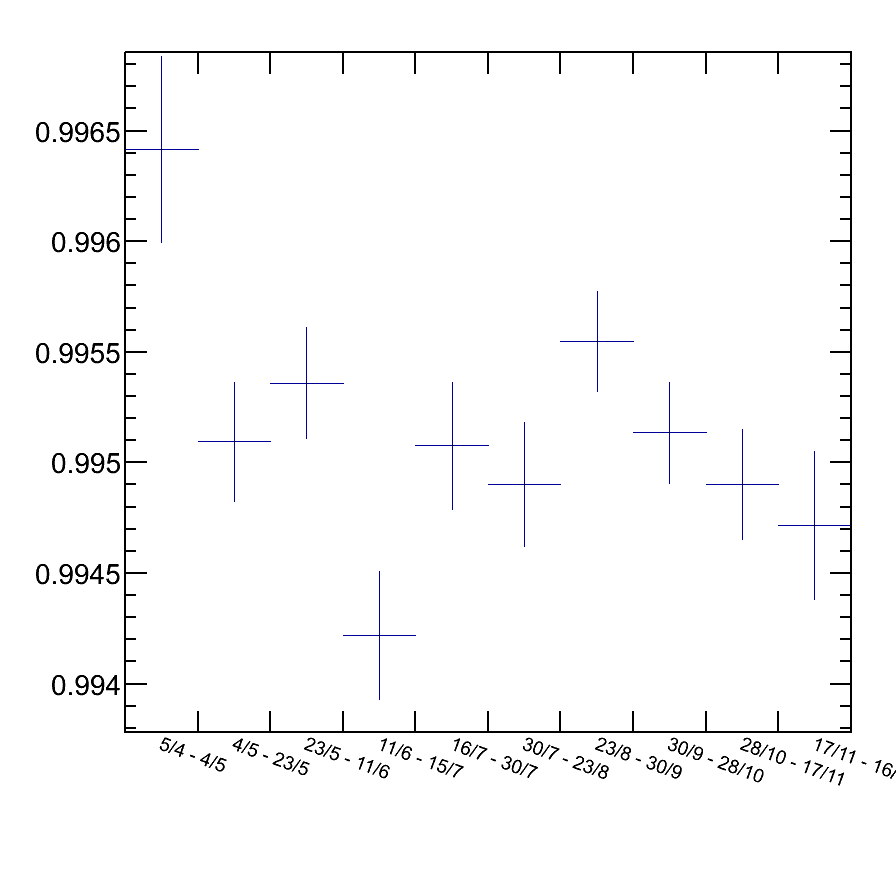 0.9965
0.996
0.9955
0.995
0.9945
0.994
5/4 - 4/5
4/5 - 23/5
23/5 - 11/6
11/6 - 15/7
16/7 - 30/7
30/7 - 23/8
23/8 - 30/9
30/9 - 28/10
28/10 - 17/11
17/11 - 16/